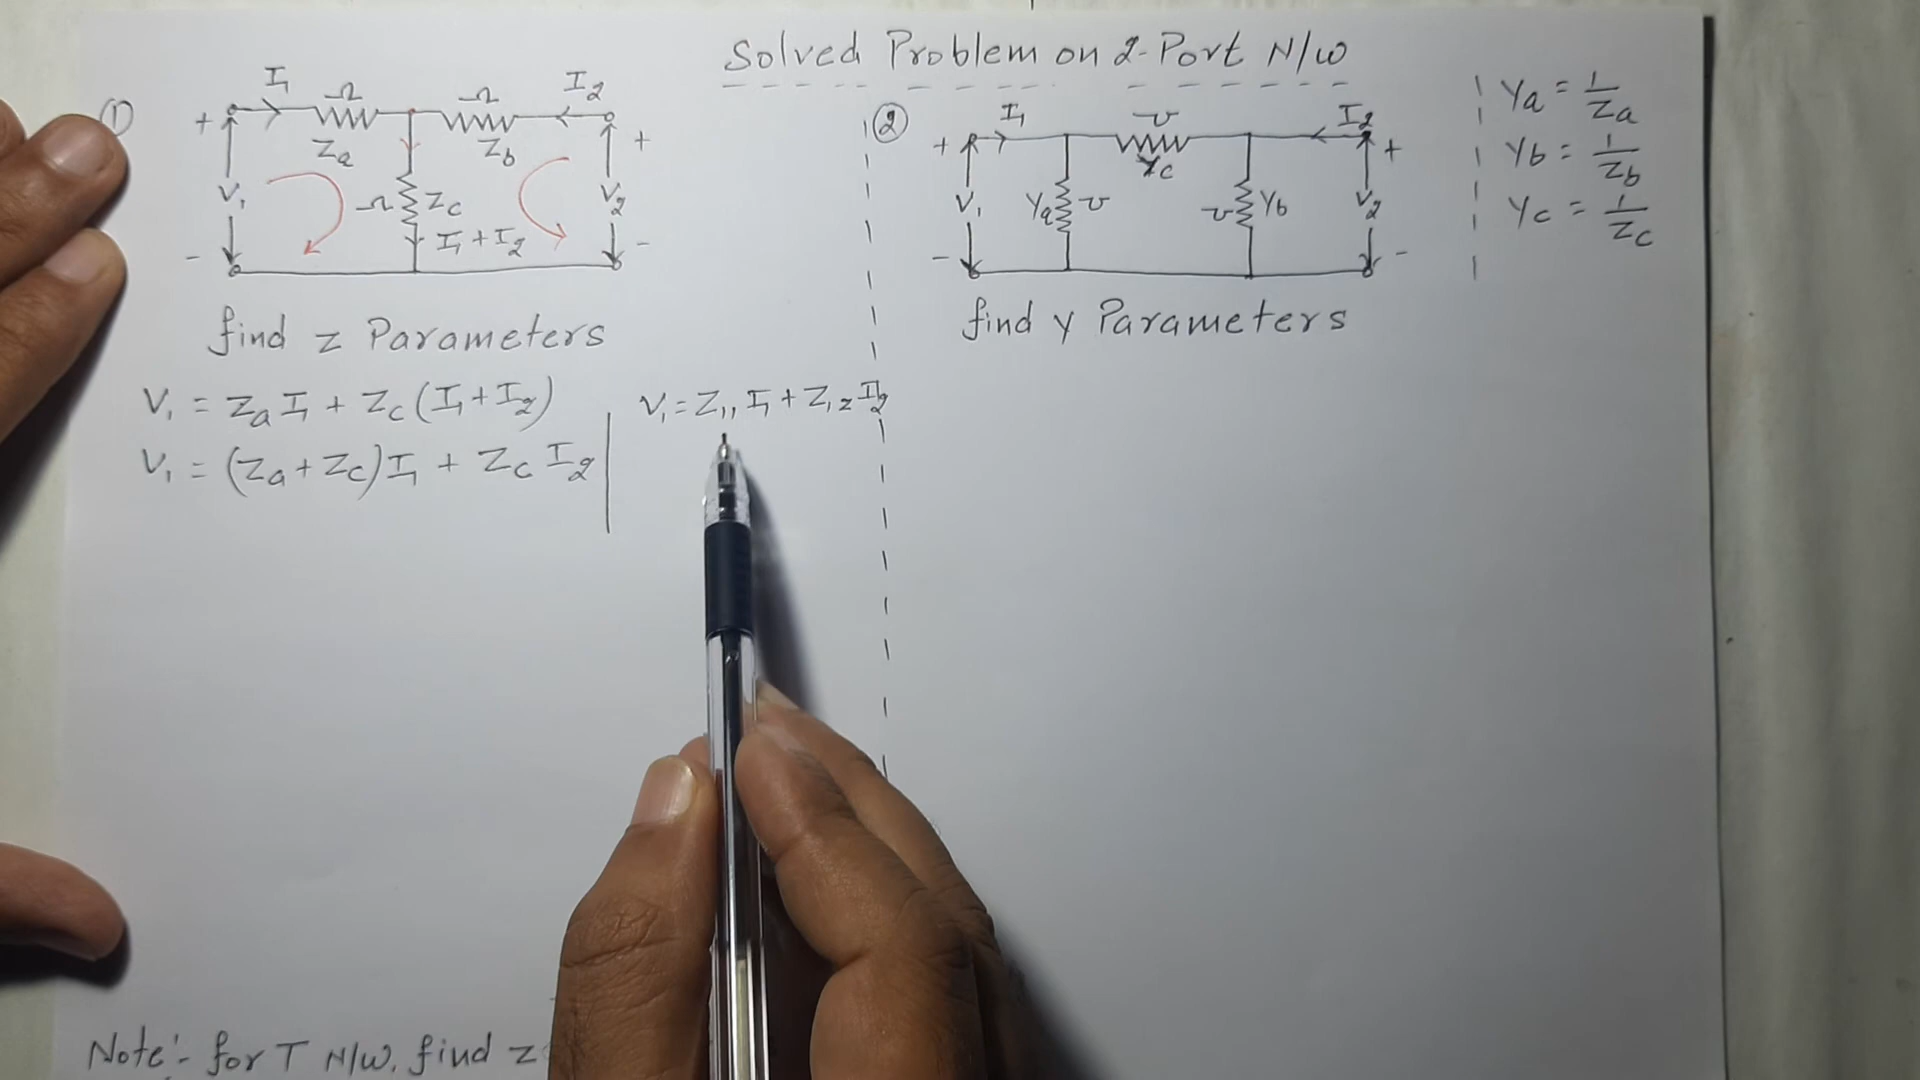 Solved Problem on 2-Port N/W
①
I₁ Ω Ω I₂
+ Za Zb +
V₁ Ω Zc V₂
- I₁+I₂ -
find z Parameters
V₁ = Za I₁ + Zc (I₁+I₂)
V₁ = (Za+Zc) I₁ + Zc I₂
V₁ = Z₁₁ I₁ + Z₁₂ I₂
②
I₁ ℧ I₂
+ Yc +
V₁ Ya ℧ ℧ Yb V₂
- -
find y Parameters
Ya = 1/Za
Yb = 1/Zb
Yc = 1/Zc
Note:- for T N/W, find z